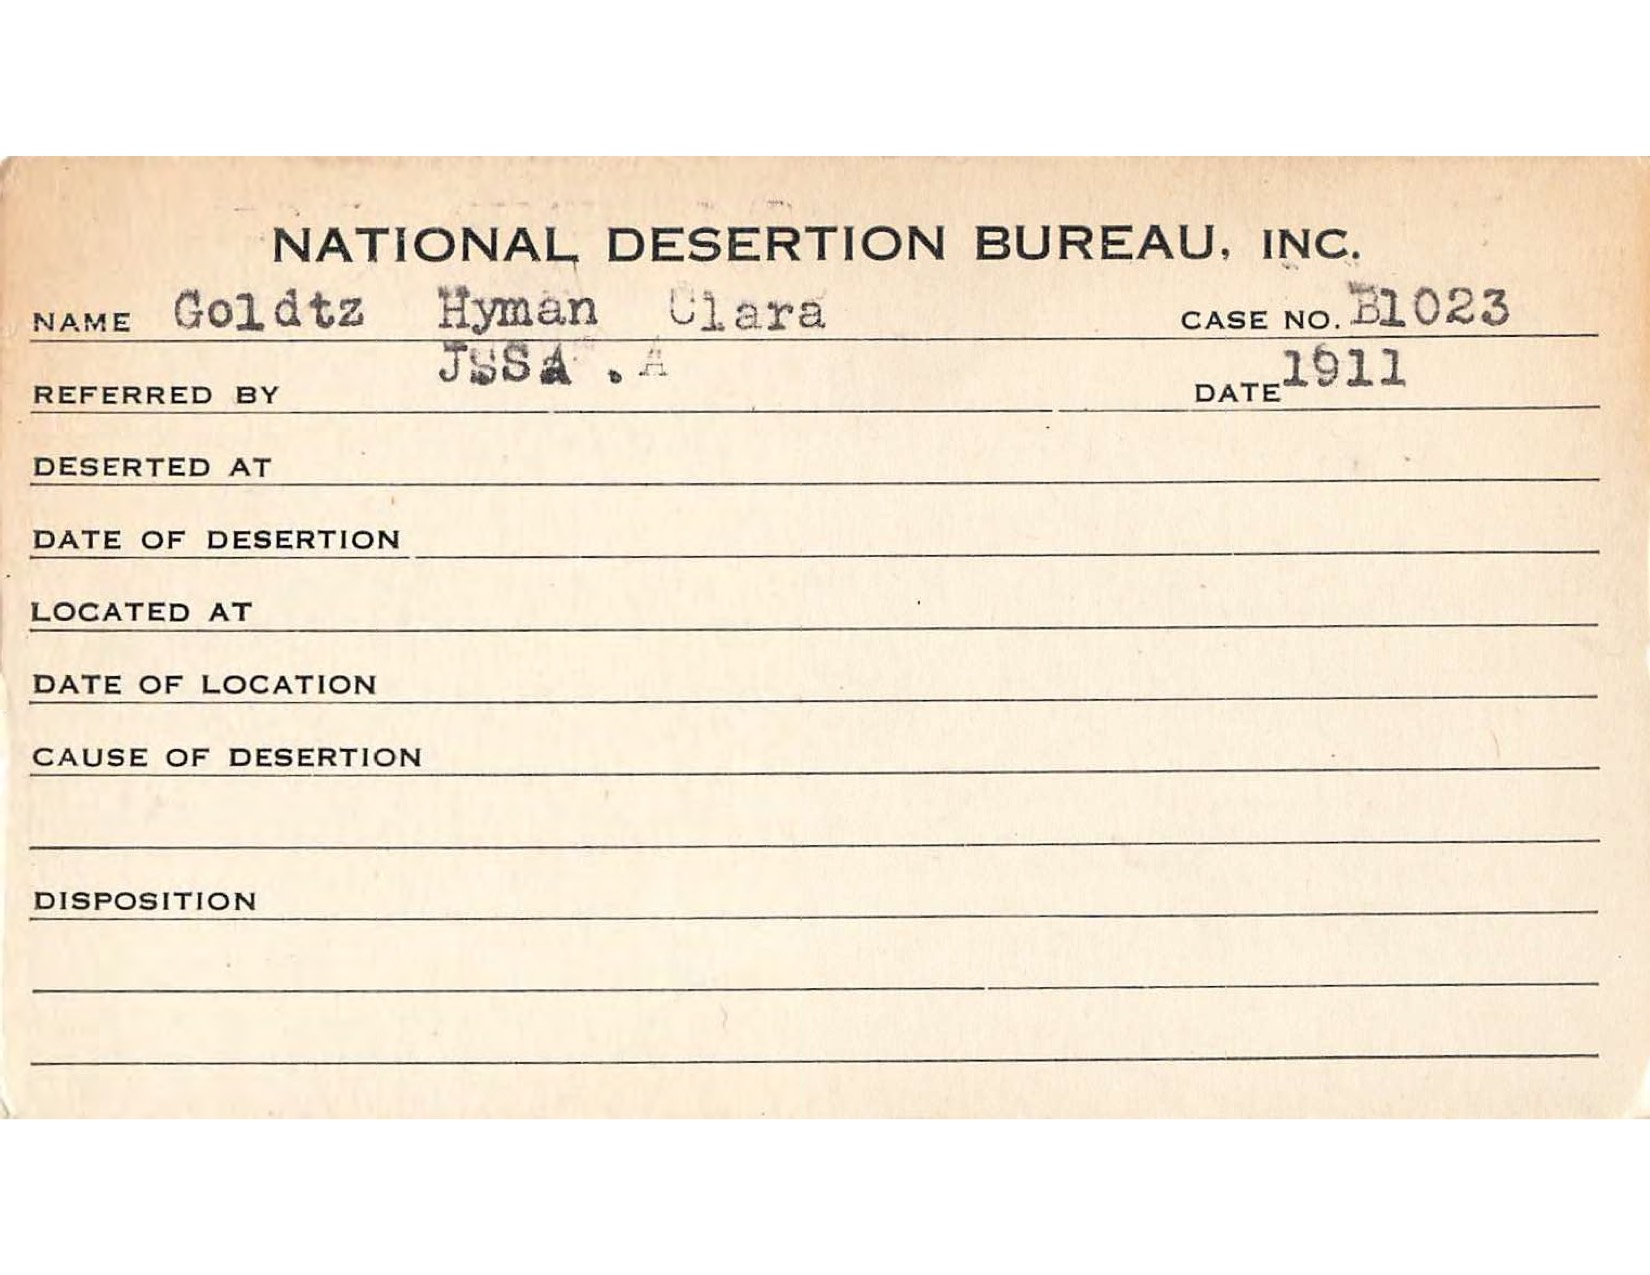 NATIONAL DESERTION BUREAU, INC.
NAME Goldtz Hyman Clara CASE NO. B1023
REFERRED BY JSSA . A DATE 1911
DESERTED AT
DATE OF DESERTION
LOCATED AT
DATE OF LOCATION
CAUSE OF DESERTION
DISPOSITION